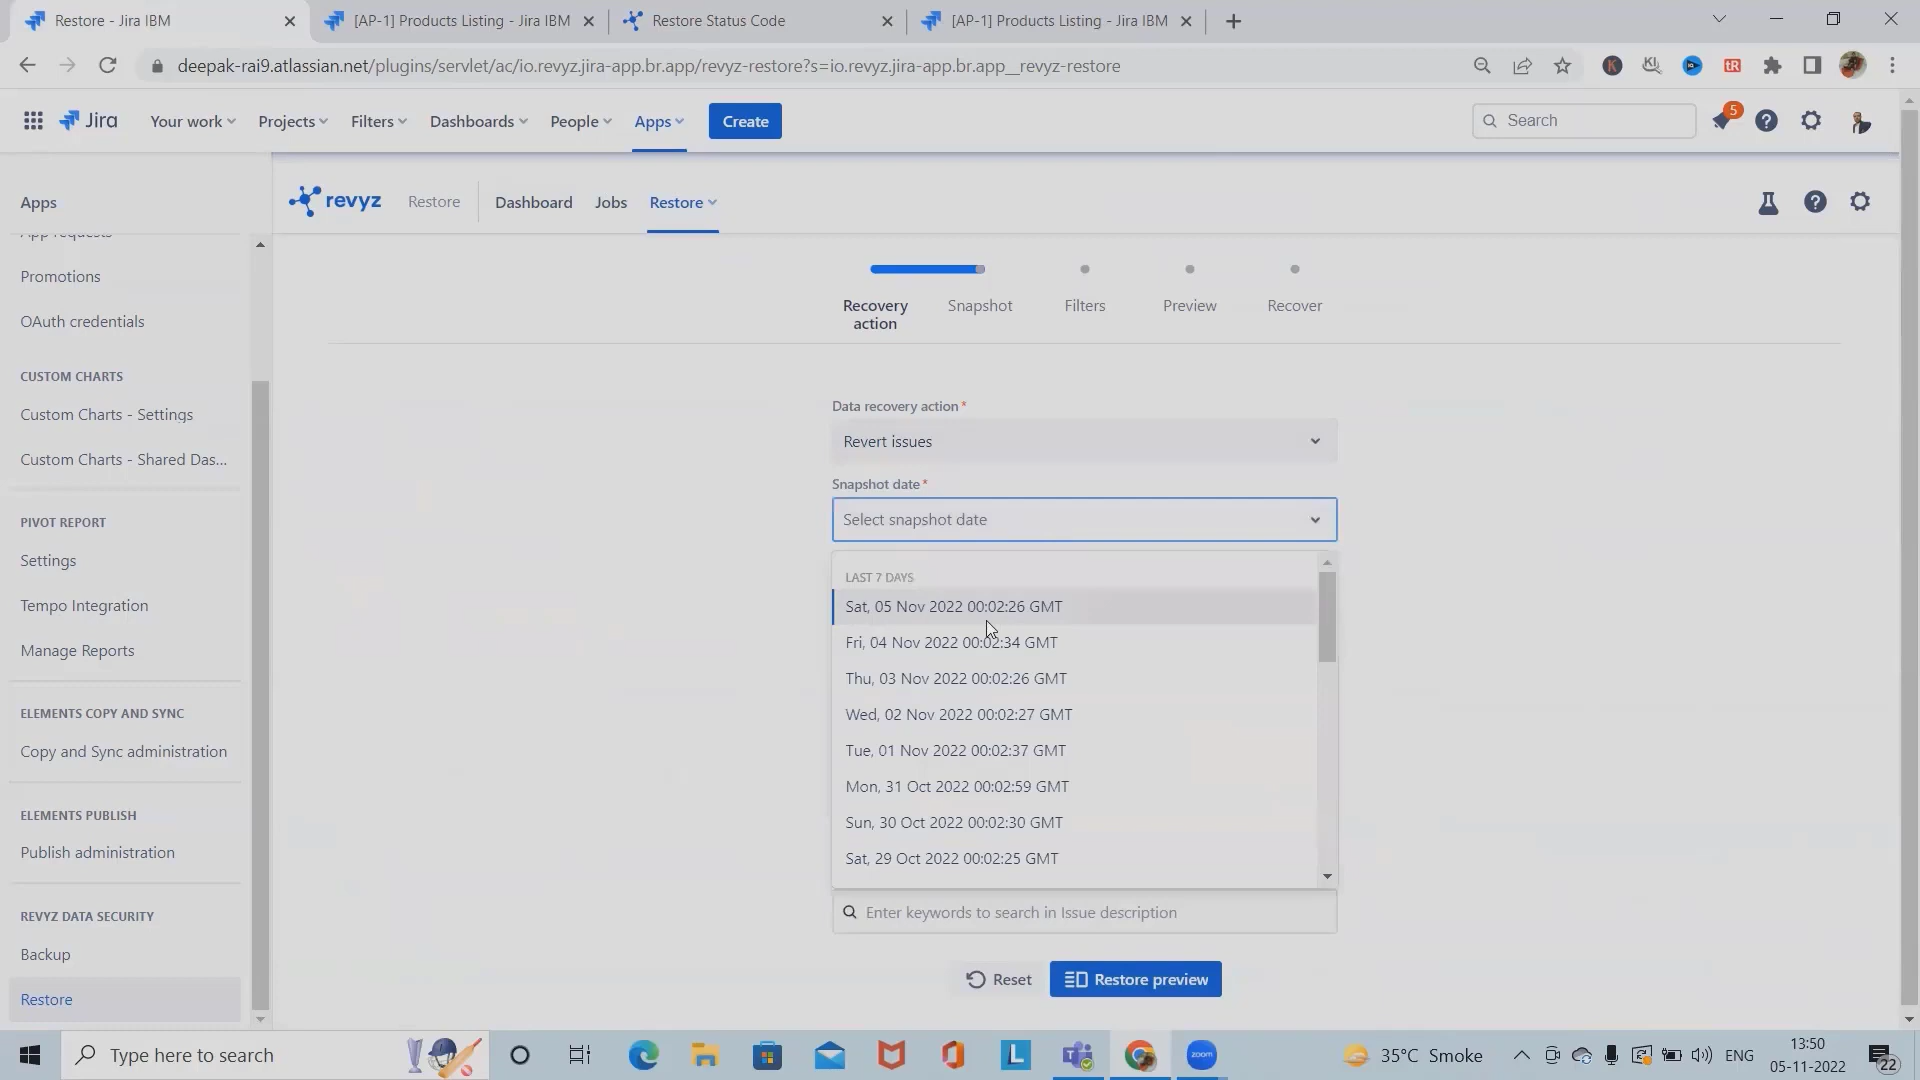 Restore - Jira IBM
[AP-1] Products Listing - Jira IBM
Restore Status Code
[AP-1] Products Listing - Jira IBM
deepak-rai9.atlassian.net/plugins/servlet/ac/io.revyz.jira-app.br.app/revyz-restore?s=io.revyz.jira-app.br.app__revyz-restore
Jira
Your work
Projects
Filters
Dashboards
People
Apps
Create
Search
5
Apps
App requests
Promotions
OAuth credentials
CUSTOM CHARTS
Custom Charts - Settings
Custom Charts - Shared Das...
PIVOT REPORT
Settings
Tempo Integration
Manage Reports
ELEMENTS COPY AND SYNC
Copy and Sync administration
ELEMENTS PUBLISH
Publish administration
REVYZ DATA SECURITY
Backup
Restore
revyz
Restore
Dashboard
Jobs
Restore
Recovery
action
Snapshot
Filters
Preview
Recover
Data recovery action *
Revert issues
Snapshot date *
Select snapshot date
LAST 7 DAYS
Sat, 05 Nov 2022 00:02:26 GMT
Fri, 04 Nov 2022 00:02:34 GMT
Thu, 03 Nov 2022 00:02:26 GMT
Wed, 02 Nov 2022 00:02:27 GMT
Tue, 01 Nov 2022 00:02:37 GMT
Mon, 31 Oct 2022 00:02:59 GMT
Sun, 30 Oct 2022 00:02:30 GMT
Sat, 29 Oct 2022 00:02:25 GMT
Enter keywords to search in Issue description
Reset
Restore preview
Type here to search
zoom
35°C Smoke
ENG
13:50
05-11-2022
22